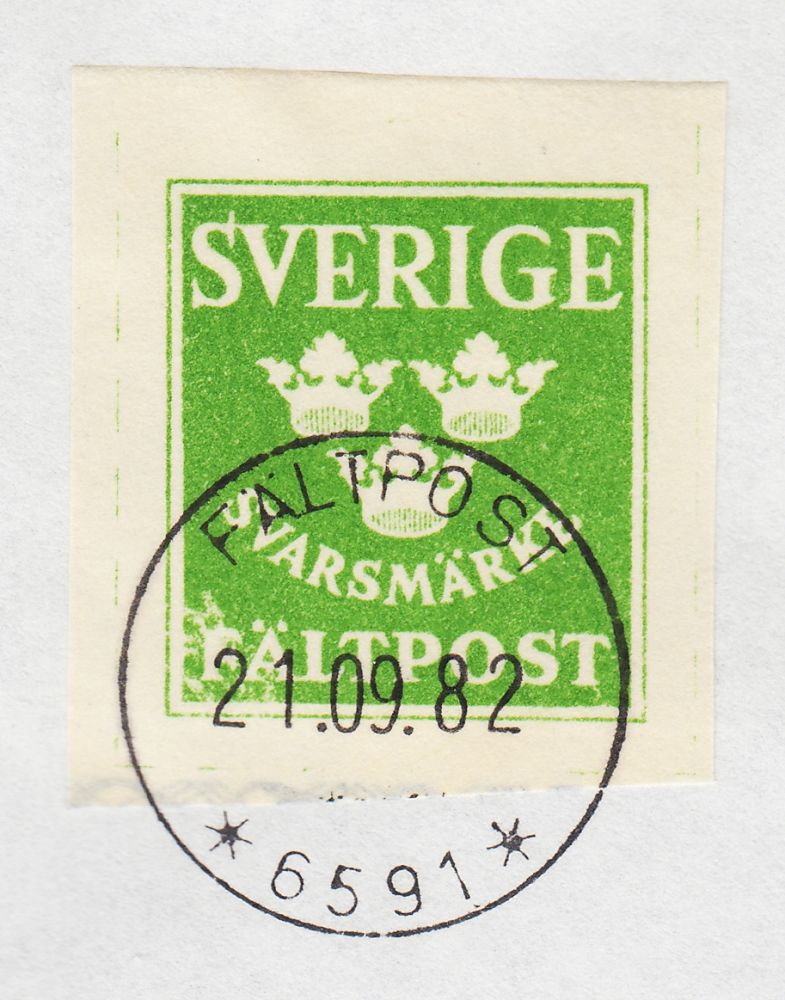 SVERIGE
SVARSMÄRKE
FÄLTPOST
FÄLTPOST
21.09.82
* 6591 *